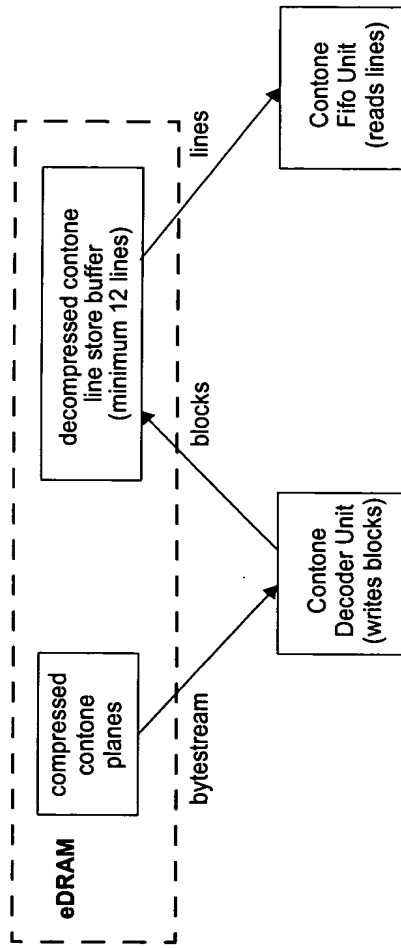 eDRAM
compressed
contone
planes
decompressed contone
line store buffer
(minimum 12 lines)
bytestream
blocks
lines
Contone
Decoder Unit
(writes blocks)
Contone
Fifo Unit
(reads lines)